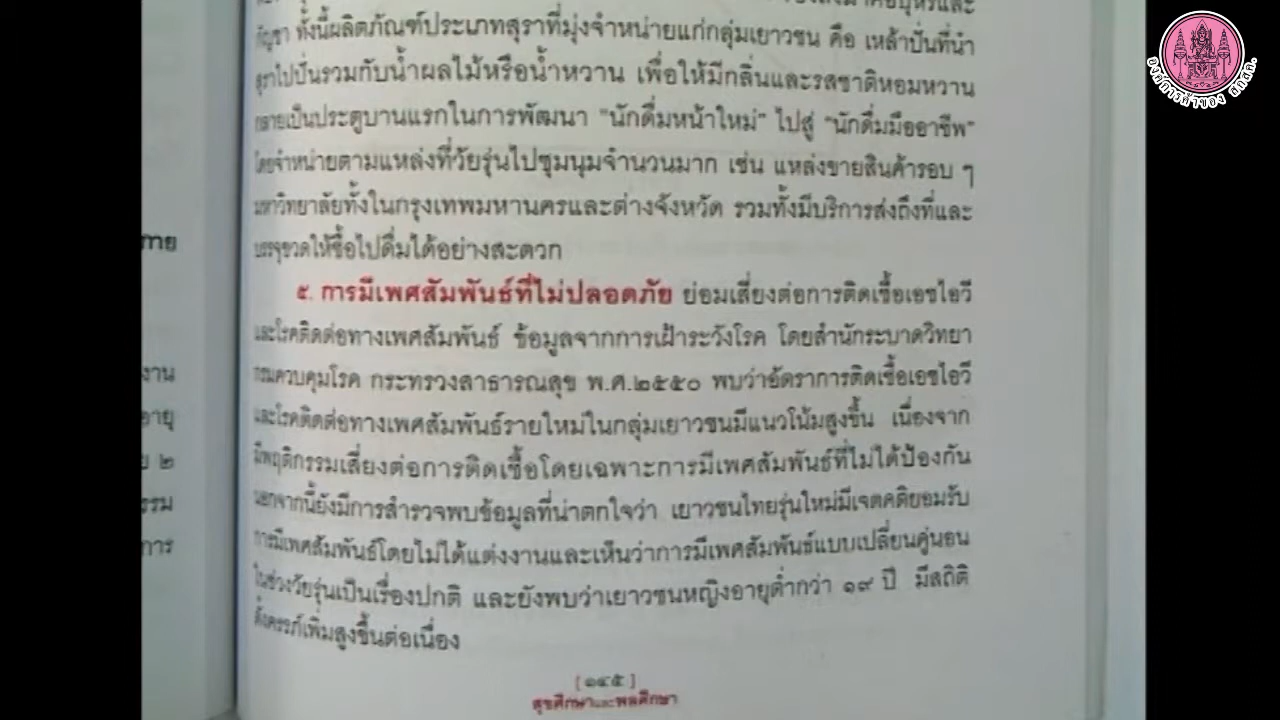 กัญชา ทั้งนี้ผลิตภัณฑ์ประเภทสุราที่มุ่งจำหน่ายแก่กลุ่มเยาวชน คือ เหล้าปั่นที่นำ
สุราไปปั่นรวมกับน้ำผลไม้หรือน้ำหวาน เพื่อให้มีกลิ่นและรสชาติหอมหวาน
กลายเป็นประตูบานแรกในการพัฒนา "นักดื่มหน้าใหม่" ไปสู่ "นักดื่มมืออาชีพ"
โดยจำหน่ายตามแหล่งที่วัยรุ่นไปชุมนุมจำนวนมาก เช่น แหล่งขายสินค้ารอบ ๆ
มหาวิทยาลัยทั้งในกรุงเทพมหานครและต่างจังหวัด รวมทั้งมีบริการส่งถึงที่และ
บรรจุขวดให้ซื้อไปดื่มได้อย่างสะดวก
๕. การมีเพศสัมพันธ์ที่ไม่ปลอดภัย ย่อมเสี่ยงต่อการติดเชื้อเอชไอวี
และโรคติดต่อทางเพศสัมพันธ์ ข้อมูลจากการเฝ้าระวังโรค โดยสำนักระบาดวิทยา
กรมควบคุมโรค กระทรวงสาธารณสุข พ.ศ.๒๕๕๐ พบว่าอัตราการติดเชื้อเอชไอวี
และโรคติดต่อทางเพศสัมพันธ์รายใหม่ในกลุ่มเยาวชนมีแนวโน้มสูงขึ้น เนื่องจาก
มีพฤติกรรมเสี่ยงต่อการติดเชื้อโดยเฉพาะการมีเพศสัมพันธ์ที่ไม่ได้ป้องกัน
นอกจากนี้ยังมีการสำรวจพบข้อมูลที่น่าตกใจว่า เยาวชนไทยรุ่นใหม่มีเจตคติยอมรับ
การมีเพศสัมพันธ์โดยไม่ได้แต่งงานและเห็นว่าการมีเพศสัมพันธ์แบบเปลี่ยนคู่นอน
ในช่วงวัยรุ่นเป็นเรื่องปกติ และยังพบว่าเยาวชนหญิงอายุต่ำกว่า ๑๙ ปี มีสถิติ
ตั้งครรภ์เพิ่มสูงขึ้นต่อเนื่อง
[ ๑๔๕ ]
สุขศึกษาและพลศึกษา
งาน
อายุ
๒
การ
องค์การค้าของ สกสค.